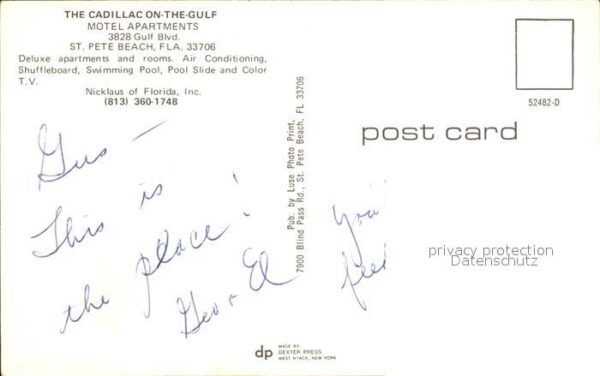 THE CADILLAC ON-THE-GULF
MOTEL APARTMENTS
3828 Gulf Blvd.
ST. PETE BEACH, FLA. 33706
Deluxe apartments and rooms. Air Conditioning,
Shuffleboard, Swimming Pool, Pool Slide and Color
T.V.
Nicklaus of Florida, Inc.
(813) 360-1748
Gus —
This is
the place!
Geo + El
Pub. by Luse Photo Print,
7900 Blind Pass Rd., St. Pete Beach, FL 33706
52482-D
post card
you'
feel
privacy protection
Datenschutz
dp
MADE BY
DEXTER PRESS
WEST NYACK, NEW YORK